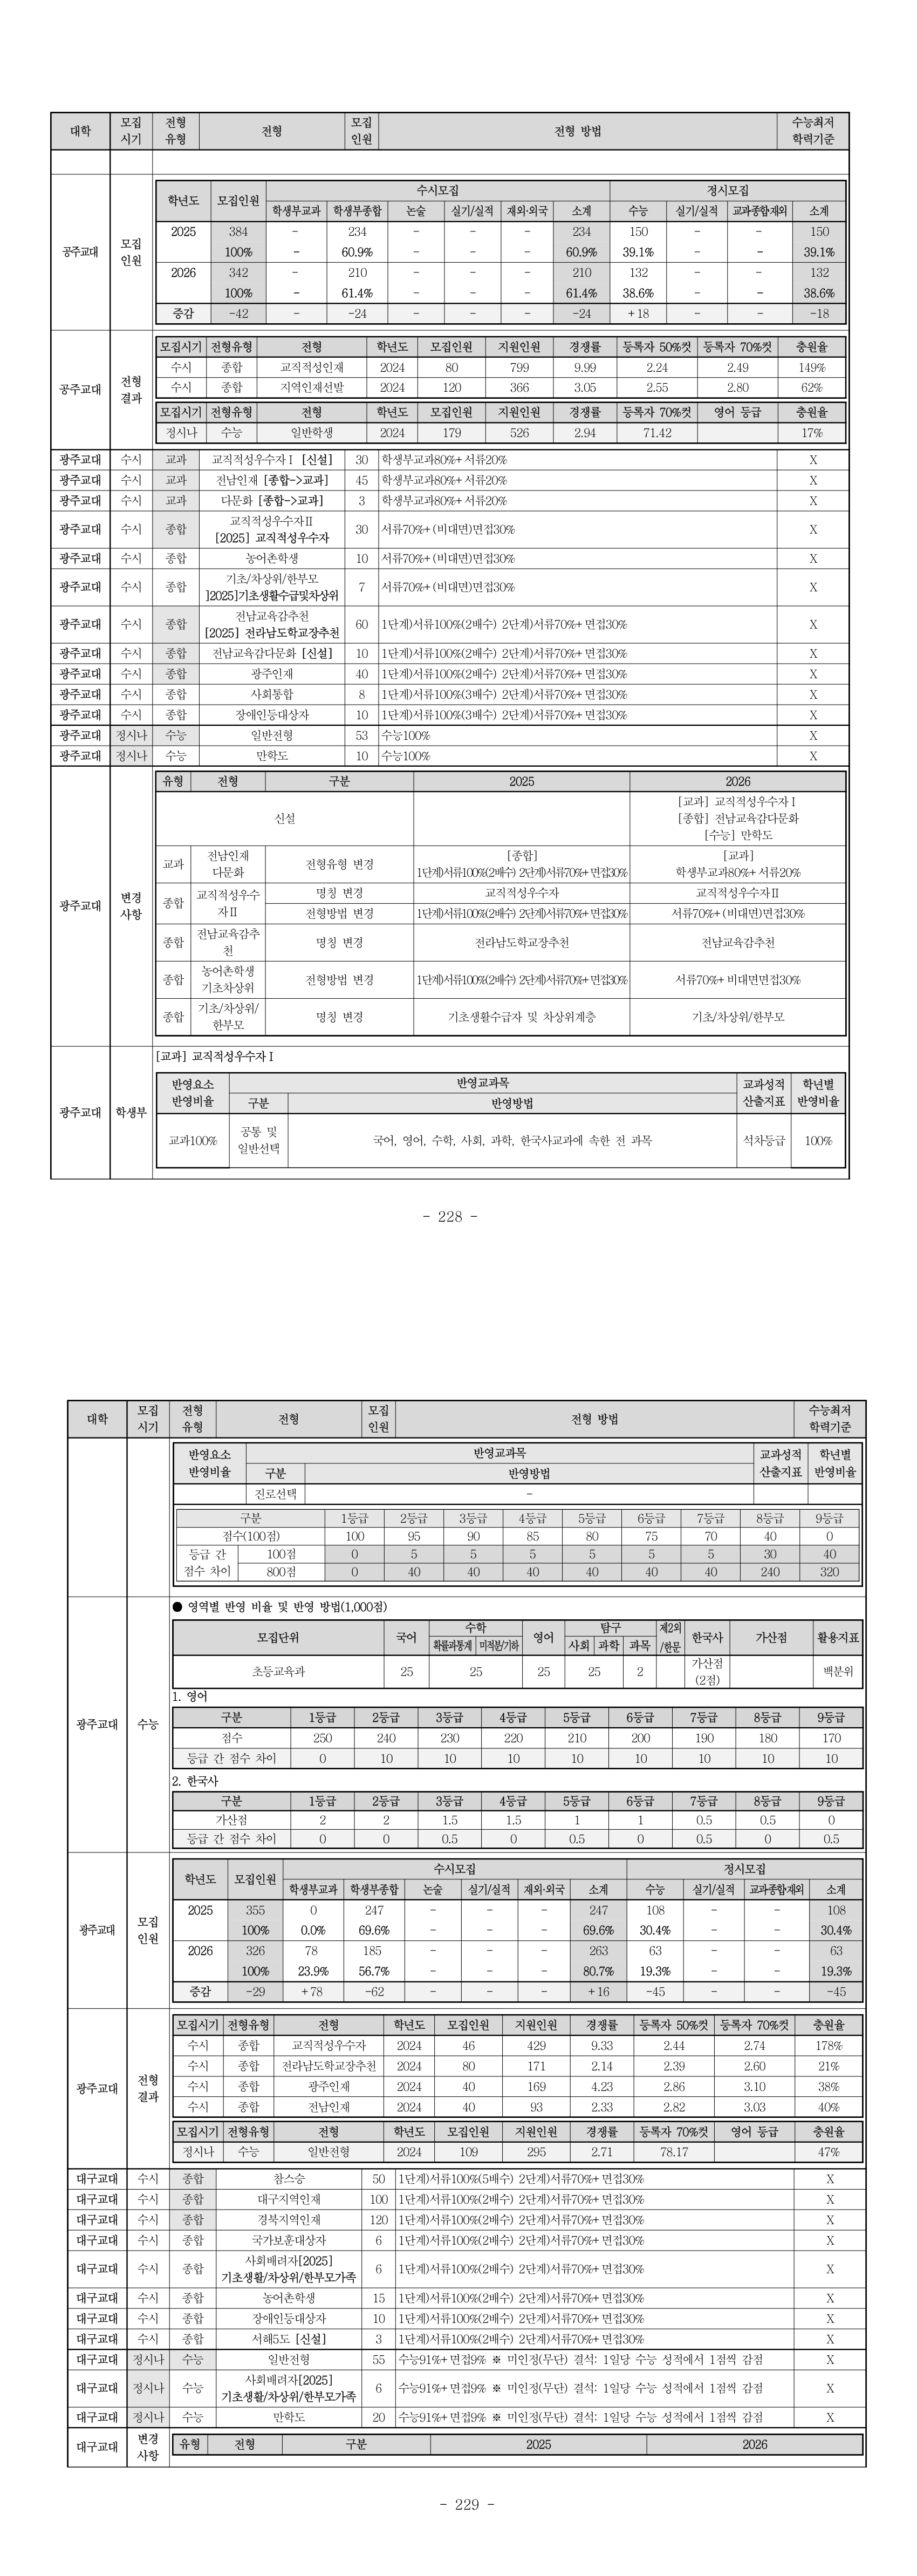 대학 모집시기 전형유형 전형 모집인원 전형 방법 수능최저학력기준
공주교대 모집인원
학년도 모집인원 수시모집 정시모집
학생부교과 학생부종합 논술 실기/실적 재외·외국 소계 수능 실기/실적 교과·종합·재외 소계
2025 384 - 234 - - - 234 150 - - 150
100% - 60.9% - - - 60.9% 39.1% - - 39.1%
2026 342 - 210 - - - 210 132 - - 132
100% - 61.4% - - - 61.4% 38.6% - - 38.6%
증감 -42 - -24 - - - -24 +18 - - -18
공주교대 전형결과
모집시기 전형유형 전형 학년도 모집인원 지원인원 경쟁률 등록자 50%컷 등록자 70%컷 충원율
수시 종합 교직적성인재 2024 80 799 9.99 2.24 2.49 149%
수시 종합 지역인재선발 2024 120 366 3.05 2.55 2.80 62%
모집시기 전형유형 전형 학년도 모집인원 지원인원 경쟁률 등록자 70%컷 영어 등급 충원율
정시나 수능 일반학생 2024 179 526 2.94 71.42 17%
광주교대 수시 교과 교직적성우수자Ⅰ [신설] 30 학생부교과80%+서류20% X
광주교대 수시 교과 전남인재 [종합->교과] 45 학생부교과80%+서류20% X
광주교대 수시 교과 다문화 [종합->교과] 3 학생부교과80%+서류20% X
광주교대 수시 종합 교직적성우수자Ⅱ 30 서류70%+(비대면)면접30% X
[2025] 교직적성우수자
광주교대 수시 종합 농어촌학생 10 서류70%+(비대면)면접30% X
광주교대 수시 종합 기초/차상위/한부모 7 서류70%+(비대면)면접30% X
]2025]기초생활수급및차상위
광주교대 수시 종합 전남교육감추천 60 1단계)서류100%(2배수) 2단계)서류70%+면접30% X
[2025] 전라남도학교장추천
광주교대 수시 종합 전남교육감다문화 [신설] 10 1단계)서류100%(2배수) 2단계)서류70%+면접30% X
광주교대 수시 종합 광주인재 40 1단계)서류100%(2배수) 2단계)서류70%+면접30% X
광주교대 수시 종합 사회통합 8 1단계)서류100%(3배수) 2단계)서류70%+면접30% X
광주교대 수시 종합 장애인등대상자 10 1단계)서류100%(3배수) 2단계)서류70%+면접30% X
광주교대 정시나 수능 일반전형 53 수능100% X
광주교대 정시나 수능 만학도 10 수능100% X
광주교대 변경사항
유형 전형 구분 2025 2026
신설 [교과] 교직적성우수자Ⅰ
[종합] 전남교육감다문화
[수능] 만학도
교과 전남인재 다문화 전형유형 변경 [종합] [교과]
1단계)서류100%(2배수) 2단계)서류70%+면접30% 학생부교과80%+서류20%
종합 교직적성우수자Ⅱ 명칭 변경 교직적성우수자 교직적성우수자Ⅱ
전형방법 변경 1단계)서류100%(2배수) 2단계)서류70%+면접30% 서류70%+(비대면)면접30%
종합 전남교육감추천 명칭 변경 전라남도학교장추천 전남교육감추천
종합 농어촌학생 기초차상위 전형방법 변경 1단계)서류100%(2배수) 2단계)서류70%+면접30% 서류70%+비대면면접30%
종합 기초/차상위/한부모 명칭 변경 기초생활수급자 및 차상위계층 기초/차상위/한부모
광주교대 학생부
[교과] 교직적성우수자Ⅰ
반영요소 반영비율 반영교과목 교과성적 산출지표 학년별 반영비율
구분 반영방법
교과100% 공통 및 일반선택 국어, 영어, 수학, 사회, 과학, 한국사교과에 속한 전 과목 석차등급 100%
- 228 -
대학 모집시기 전형유형 전형 모집인원 전형 방법 수능최저학력기준
반영요소 반영비율 반영교과목 교과성적 산출지표 학년별 반영비율
구분 반영방법
진로선택 -
구분 1등급 2등급 3등급 4등급 5등급 6등급 7등급 8등급 9등급
점수(100점) 100 95 90 85 80 75 70 40 0
등급 간 점수 차이 100점 0 5 5 5 5 5 5 30 40
800점 0 40 40 40 40 40 40 240 320
광주교대 수능
● 영역별 반영 비율 및 반영 방법(1,000점)
모집단위 국어 수학 영어 탐구 제2외/한문 한국사 가산점 활용지표
확률과통계 미적분/기하 사회 과학 과목
초등교육과 25 25 25 25 2 가산점(2점) 백분위
1. 영어
구분 1등급 2등급 3등급 4등급 5등급 6등급 7등급 8등급 9등급
점수 250 240 230 220 210 200 190 180 170
등급 간 점수 차이 0 10 10 10 10 10 10 10 10
2. 한국사
구분 1등급 2등급 3등급 4등급 5등급 6등급 7등급 8등급 9등급
가산점 2 2 1.5 1.5 1 1 0.5 0.5 0
등급 간 점수 차이 0 0 0.5 0 0.5 0 0.5 0 0.5
광주교대 모집인원
학년도 모집인원 수시모집 정시모집
학생부교과 학생부종합 논술 실기/실적 재외·외국 소계 수능 실기/실적 교과·종합·재외 소계
2025 355 0 247 - - - 247 108 - - 108
100% 0.0% 69.6% - - - 69.6% 30.4% - - 30.4%
2026 326 78 185 - - - 263 63 - - 63
100% 23.9% 56.7% - - - 80.7% 19.3% - - 19.3%
증감 -29 +78 -62 - - - +16 -45 - - -45
광주교대 전형결과
모집시기 전형유형 전형 학년도 모집인원 지원인원 경쟁률 등록자 50%컷 등록자 70%컷 충원율
수시 종합 교직적성우수자 2024 46 429 9.33 2.44 2.74 178%
수시 종합 전라남도학교장추천 2024 80 171 2.14 2.39 2.60 21%
수시 종합 광주인재 2024 40 169 4.23 2.86 3.10 38%
수시 종합 전남인재 2024 40 93 2.33 2.82 3.03 40%
모집시기 전형유형 전형 학년도 모집인원 지원인원 경쟁률 등록자 70%컷 영어 등급 충원율
정시나 수능 일반전형 2024 109 295 2.71 78.17 47%
대구교대 수시 종합 참스승 50 1단계)서류100%(5배수) 2단계)서류70%+면접30% X
대구교대 수시 종합 대구지역인재 100 1단계)서류100%(2배수) 2단계)서류70%+면접30% X
대구교대 수시 종합 경북지역인재 120 1단계)서류100%(2배수) 2단계)서류70%+면접30% X
대구교대 수시 종합 국가보훈대상자 6 1단계)서류100%(2배수) 2단계)서류70%+면접30% X
대구교대 수시 종합 사회배려자[2025] 6 1단계)서류100%(2배수) 2단계)서류70%+면접30% X
기초생활/차상위/한부모가족
대구교대 수시 종합 농어촌학생 15 1단계)서류100%(2배수) 2단계)서류70%+면접30% X
대구교대 수시 종합 장애인등대상자 10 1단계)서류100%(2배수) 2단계)서류70%+면접30% X
대구교대 수시 종합 서해5도 [신설] 3 1단계)서류100%(2배수) 2단계)서류70%+면접30% X
대구교대 정시나 수능 일반전형 55 수능91%+면접9% ※ 미인정(무단) 결석: 1일당 수능 성적에서 1점씩 감점 X
대구교대 정시나 수능 사회배려자[2025] 6 수능91%+면접9% ※ 미인정(무단) 결석: 1일당 수능 성적에서 1점씩 감점 X
기초생활/차상위/한부모가족
대구교대 정시나 수능 만학도 20 수능91%+면접9% ※ 미인정(무단) 결석: 1일당 수능 성적에서 1점씩 감점 X
대구교대 변경사항
유형 전형 구분 2025 2026
- 229 -